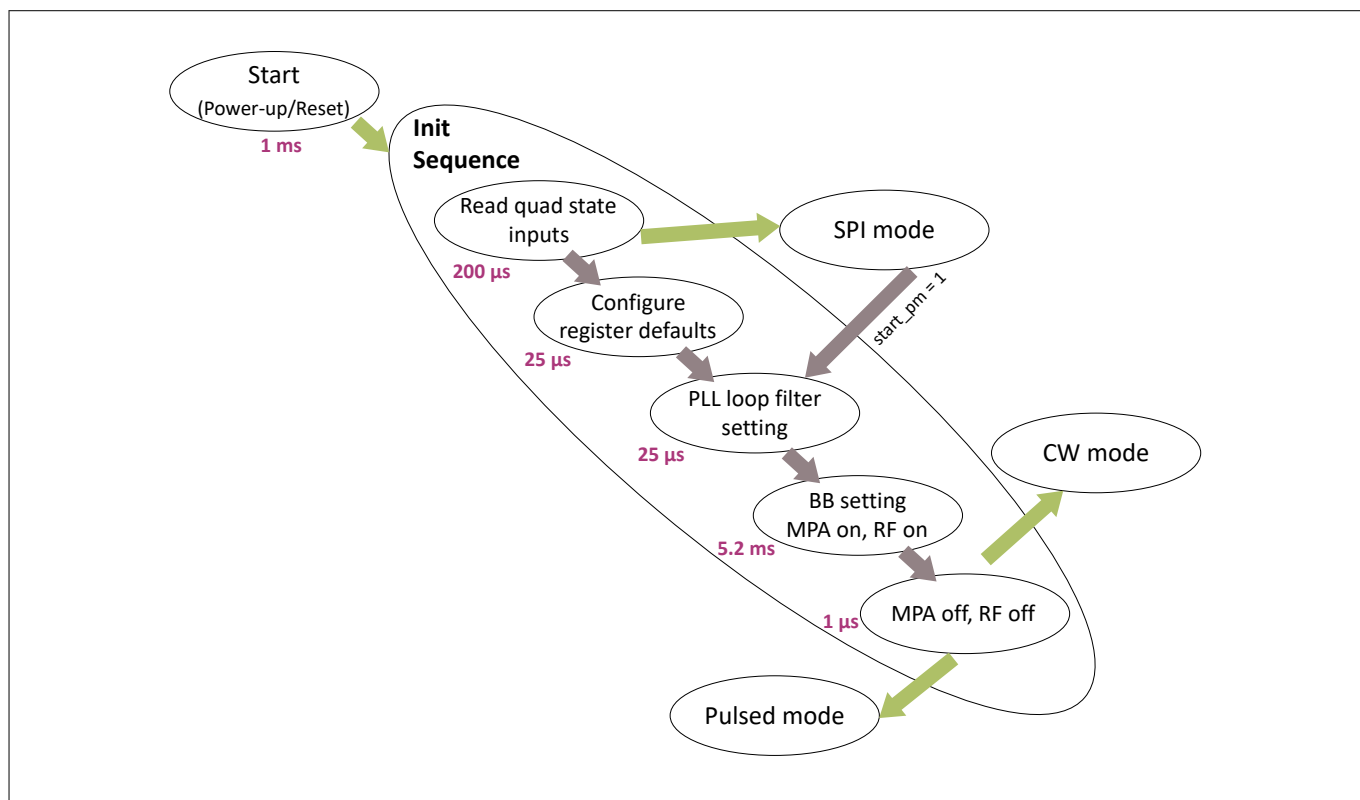 Start
(Power-up/Reset)
1 ms
Init
Sequence
Read quad state
inputs
200 µs
SPI mode
start_pm = 1
Configure
register defaults
25 µs
PLL loop filter
setting
25 µs
CW mode
BB setting
MPA on, RF on
5.2 ms
MPA off, RF off
1 µs
Pulsed mode